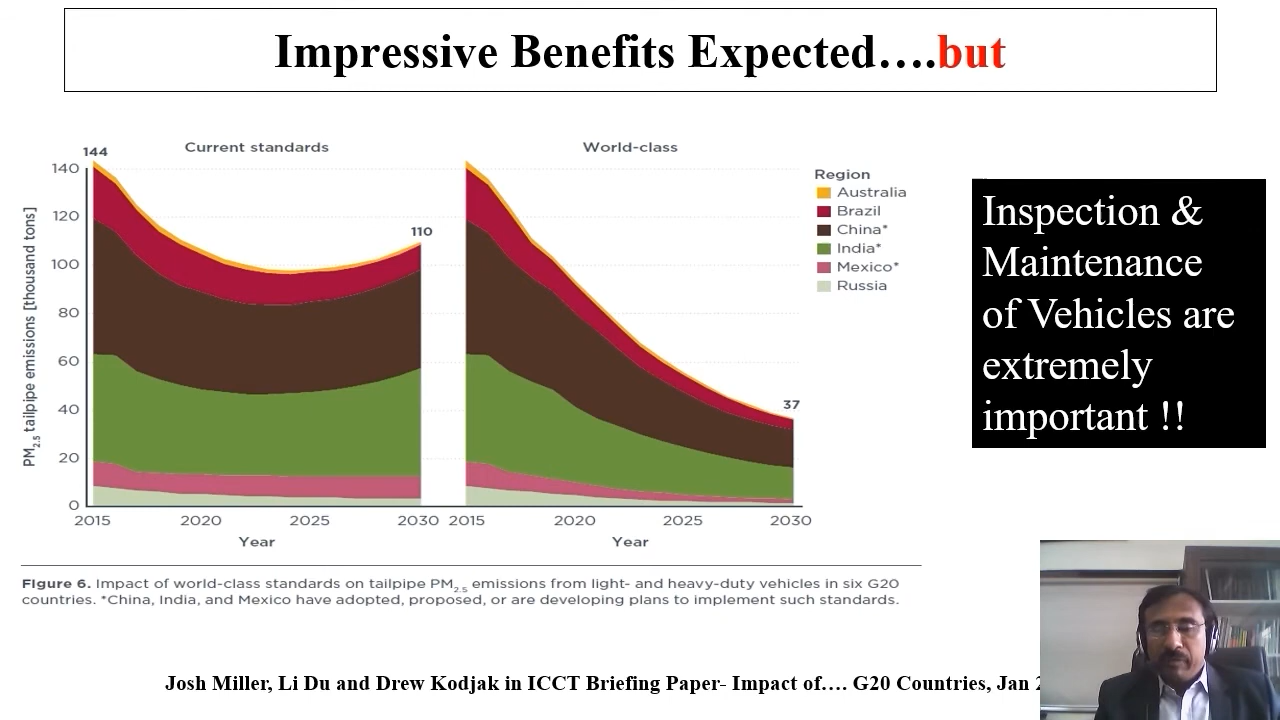 Impressive Benefits Expected….but
144
Current standards
World-class
140
120
100
80
60
40
20
0
110
37
PM2.5 tailpipe emissions [thousand tons]
2015
2020
2025
2030
2015
2020
2025
2030
Year
Year
Region
Australia
Brazil
China*
India*
Mexico*
Russia
Inspection &
Maintenance
of Vehicles are
extremely
important !!
Figure 6. Impact of world-class standards on tailpipe PM2.5 emissions from light- and heavy-duty vehicles in six G20
countries. *China, India, and Mexico have adopted, proposed, or are developing plans to implement such standards.
Josh Miller, Li Du and Drew Kodjak in ICCT Briefing Paper- Impact of…. G20 Countries, Jan